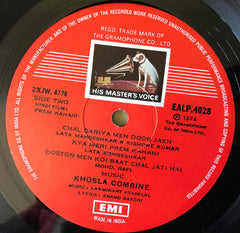 REGD. TRADE MARK OF
THE GRAMOPHONE CO., LTD.
HIS MASTER'S VOICE
2XJW. 4776
SIDE TWO
HINDI FILM:
PREM KAHANI
EALP. 4028
℗ 1974
THE GRAMOPHONE
CO. OF INDIA LTD.
CHAL DARIYA MEN DOOB JAEN
LATA MANGESHKAR & KISHORE KUMAR
KYA MERI PREM KAHANI
LATA MANGESHKAR
DOSTON MEN KOI BAAT CHAL JATI HAI
MOHD. RAFI
MUSIC:
KHOSLA COMBINE
MUSIC: LAXMIKANT PYARELAL
LYRICS: ANAND BAKSHI
EMI
MADE IN INDIA.